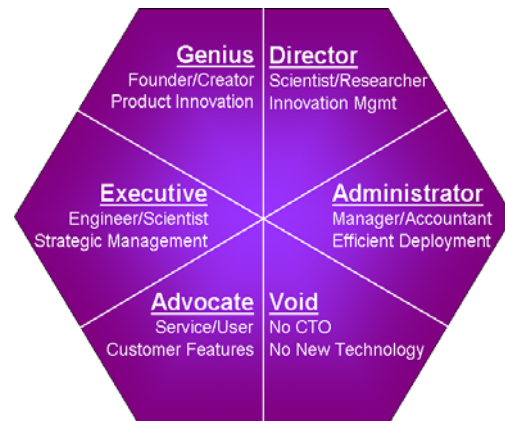 Genius
Founder/Creator
Product Innovation
Director
Scientist/Researcher
Innovation Mgmt
Executive
Engineer/Scientist
Strategic Management
Administrator
Manager/Accountant
Efficient Deployment
Advocate
Service/User
Customer Features
Void
No CTO
No New Technology